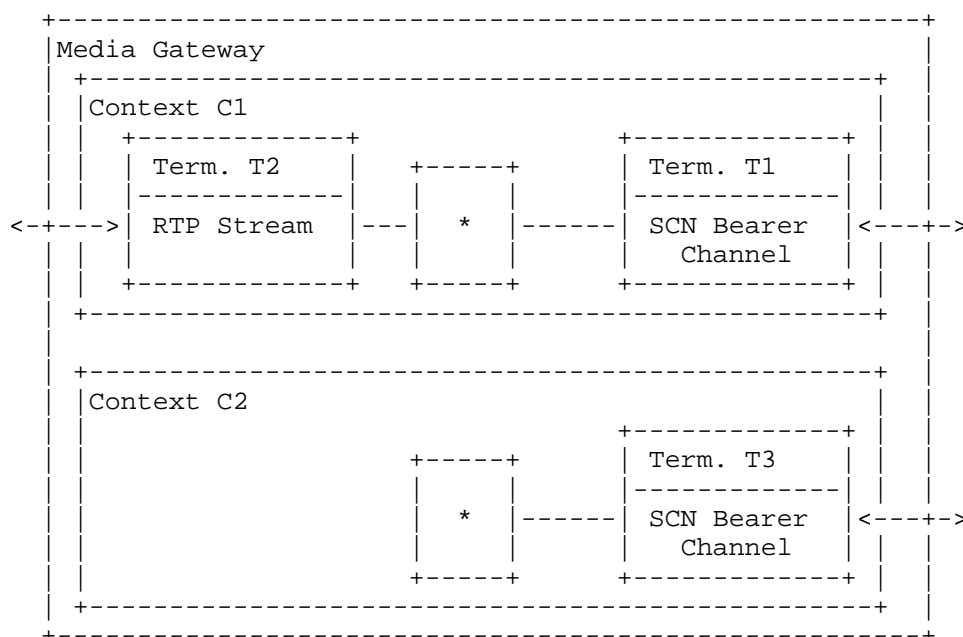 Media Gateway
Context C1
Term. T2 Term. T1
RTP Stream * SCN Bearer
Channel
Context C2
Term. T3
* SCN Bearer
Channel